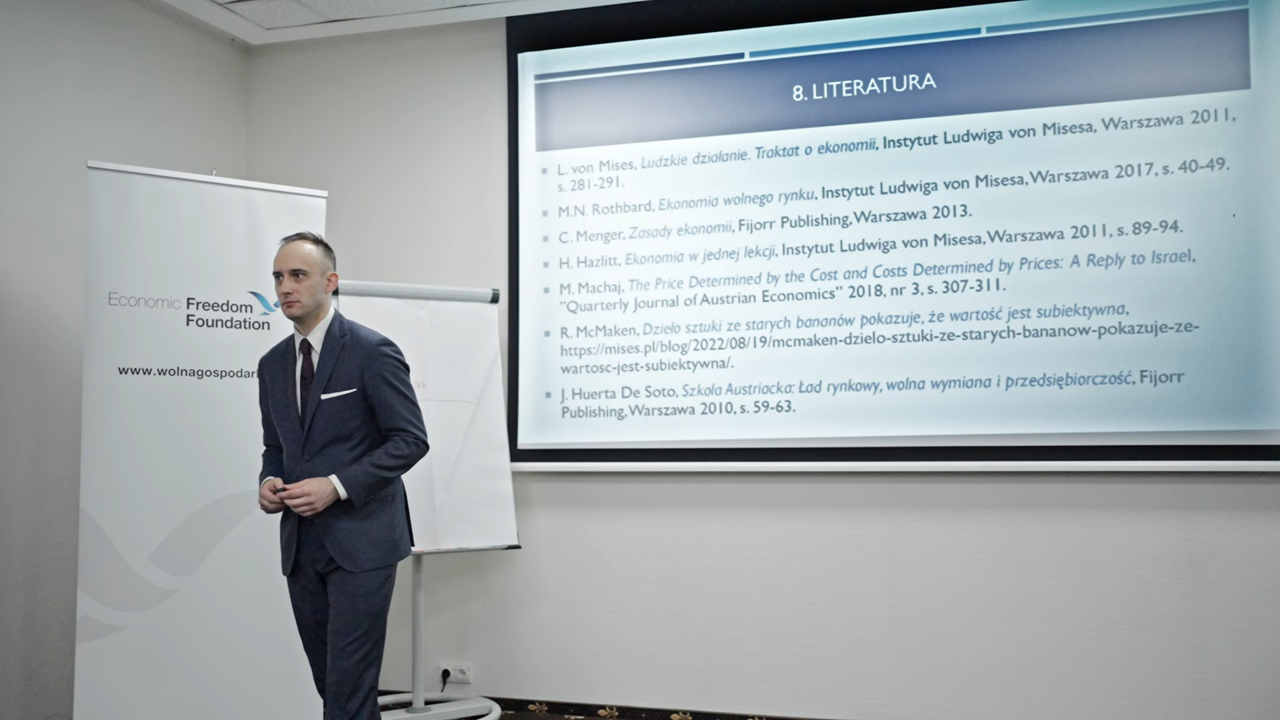 8. LITERATURA
L. von Mises, Ludzkie działanie. Traktat o ekonomii, Instytut Ludwiga von Misesa, Warszawa 2011,
s. 281-291.
M.N. Rothbard, Ekonomia wolnego rynku, Instytut Ludwiga von Misesa, Warszawa 2017, s. 40-49.
C. Menger, Zasady ekonomii, Fijorr Publishing, Warszawa 2013.
H. Hazlitt, Ekonomia w jednej lekcji, Instytut Ludwiga von Misesa, Warszawa 2011, s. 89-94.
M. Machaj, The Price Determined by the Cost and Costs Determined by Prices: A Reply to Israel,
"Quarterly Journal of Austrian Economics" 2018, nr 3, s. 307-311.
R. McMaken, Dzieło sztuki ze starych bananów pokazuje, że wartość jest subiektywna,
https://mises.pl/blog/2022/08/19/mcmaken-dzielo-sztuki-ze-starych-bananow-pokazuje-ze-
wartosc-jest-subiektywna/.
J. Huerta De Soto, Szkoła Austriacka: Ład rynkowy, wolna wymiana i przedsiębiorczość, Fijorr
Publishing, Warszawa 2010, s. 59-63.
Economic Freedom
Foundation
www.wolnagospodar